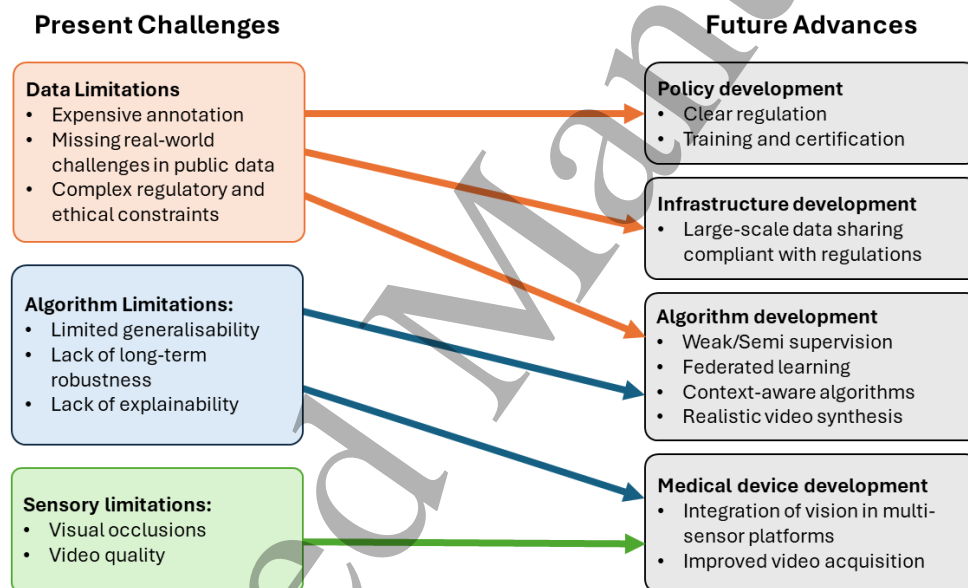 Present Challenges
Data Limitations
• Expensive annotation
• Missing real-world
challenges in public data
• Complex regulatory and
ethical constraints
Algorithm Limitations:
• Limited generalisability
• Lack of long-term
robustness
• Lack of explainability
Sensory limitations:
• Visual occlusions
• Video quality
Future Advances
Policy development
• Clear regulation
• Training and certification
Infrastructure development
• Large-scale data sharing
compliant with regulations
Algorithm development
• Weak/Semi supervision
• Federated learning
• Context-aware algorithms
• Realistic video synthesis
Medical device development
• Integration of vision in multi-
sensor platforms
• Improved video acquisition